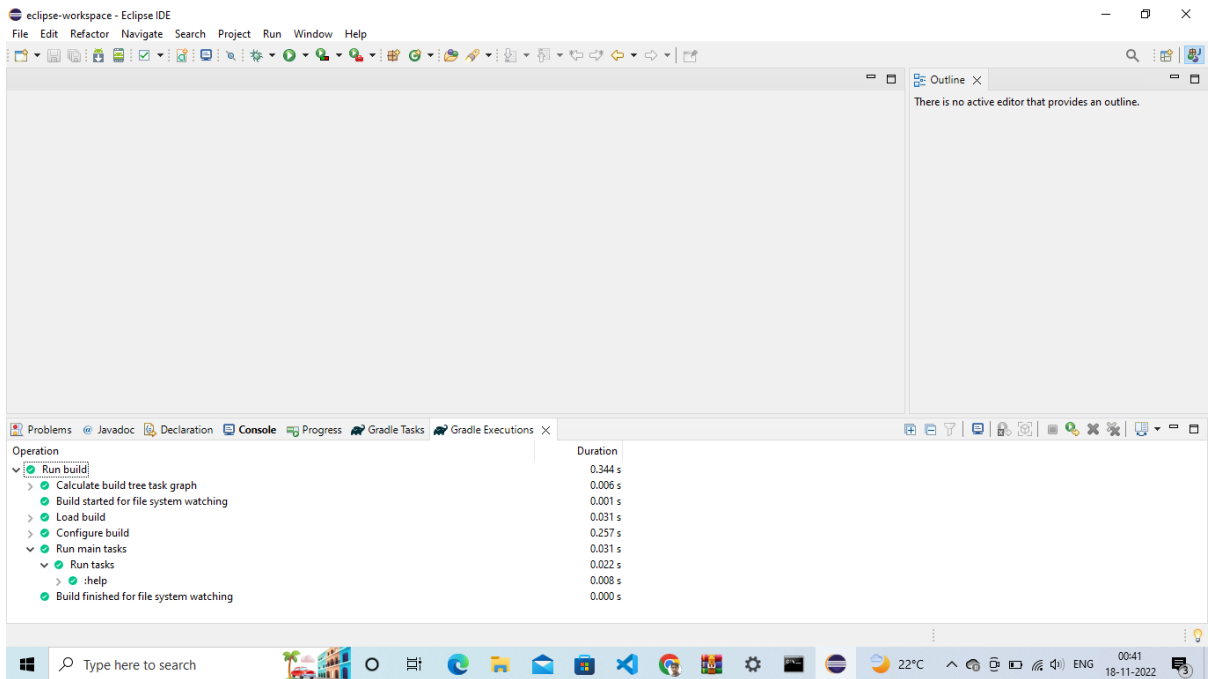 eclipse-workspace - Eclipse IDE
File Edit Refactor Navigate Search Project Run Window Help
Outline
There is no active editor that provides an outline.
Problems @ Javadoc Declaration Console Progress Gradle Tasks Gradle Executions
Operation Duration
Run build 0.344 s
Calculate build tree task graph 0.006 s
Build started for file system watching 0.001 s
Load build 0.031 s
Configure build 0.257 s
Run main tasks 0.031 s
Run tasks 0.022 s
:help 0.008 s
Build finished for file system watching 0.000 s
Type here to search
22°C
ENG
00:41
18-11-2022
3